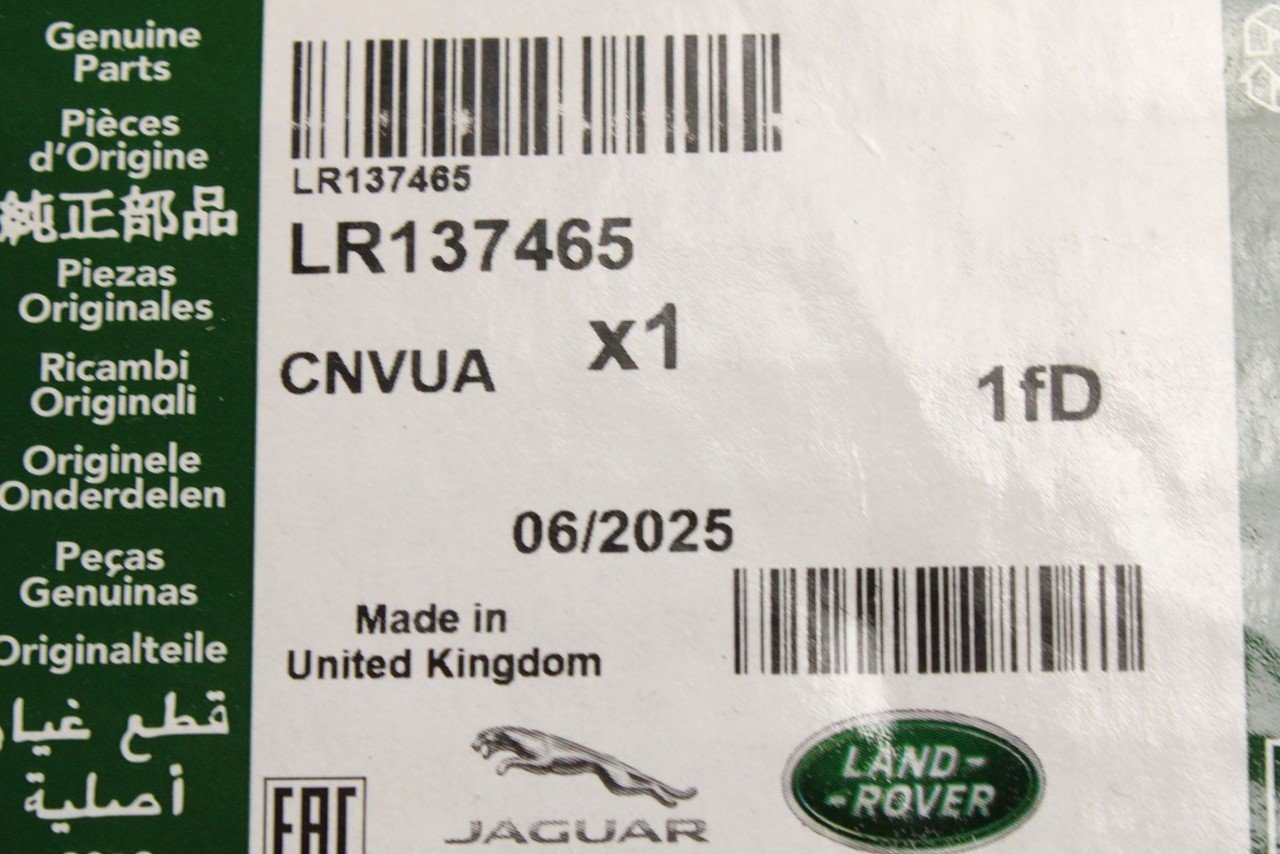 Genuine
Parts
Pièces
d'Origine
純正部品
Piezas
Originales
Ricambi
Originali
Originele
Onderdelen
Peças
Genuinas
Originalteile
قطع غيار
أصلية
LR137465
LR137465
x1
CNVUA
1fD
06/2025
Made in
United Kingdom
EAC
JAGUAR
LAND-
-ROVER